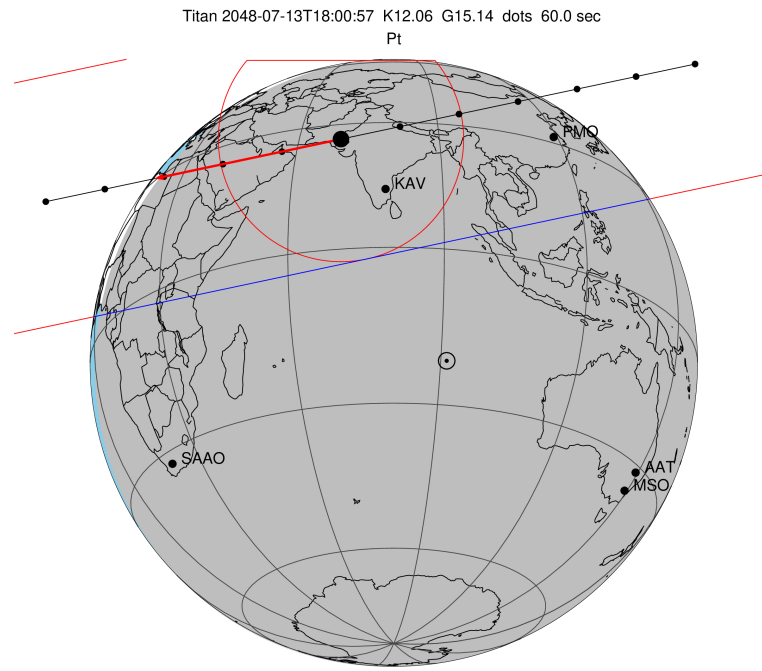 Titan 2048-07-13T18:00:57 K12.06 G15.14 dots 60.0 sec
Pt
PMO
KAV
SAAO
AAT
MSO